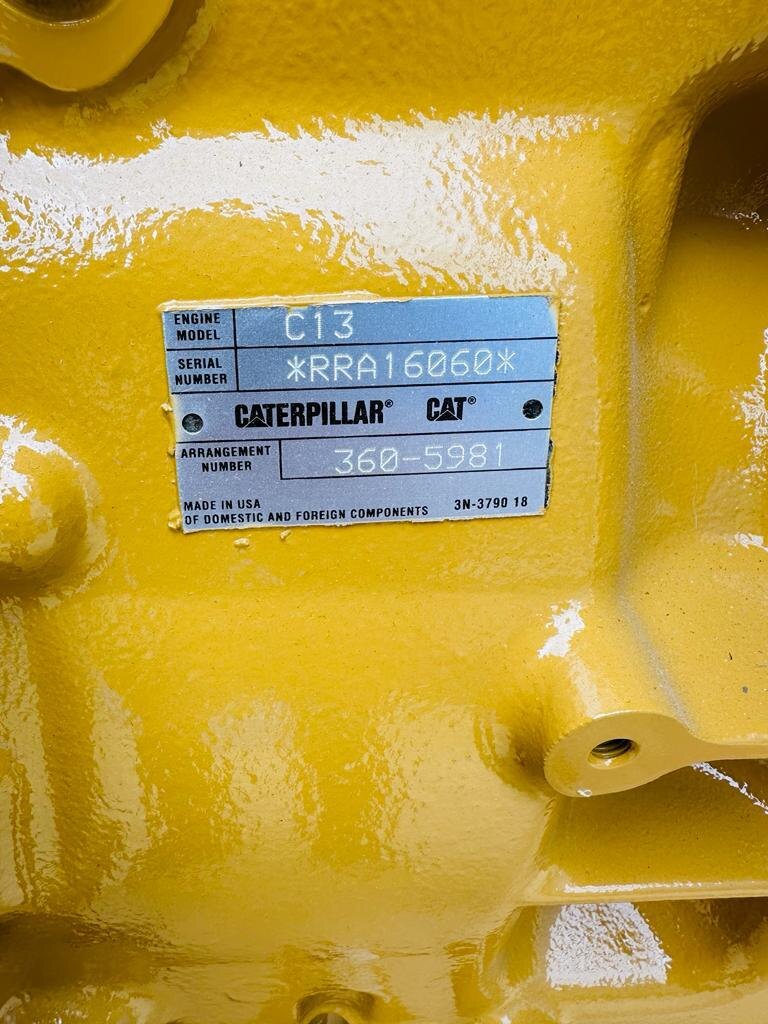 ENGINE MODEL C13
SERIAL NUMBER *RRA16060*
CATERPILLAR® CAT®
ARRANGEMENT NUMBER 360-5981
MADE IN USA
OF DOMESTIC AND FOREIGN COMPONENTS 3N-3790 18